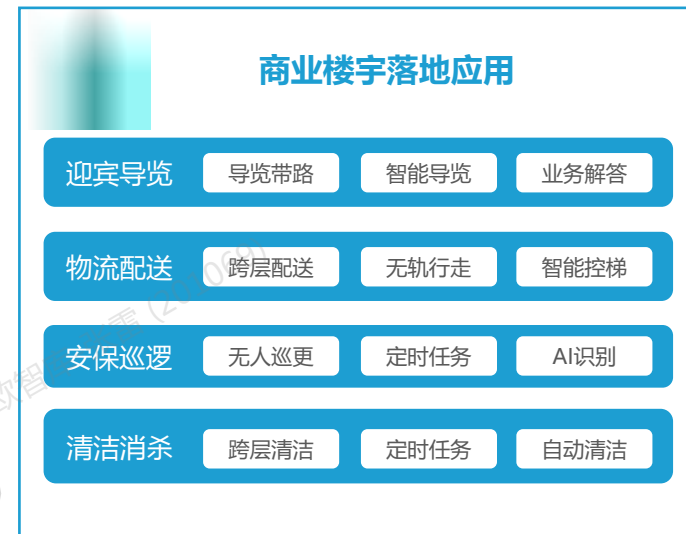 商业楼宇落地应用
迎宾导览 导览带路 智能导览 业务解答
物流配送 跨层配送 无轨行走 智能控梯
安保巡逻 无人巡更 定时任务 AI识别
清洁消杀 跨层清洁 定时任务 自动清洁